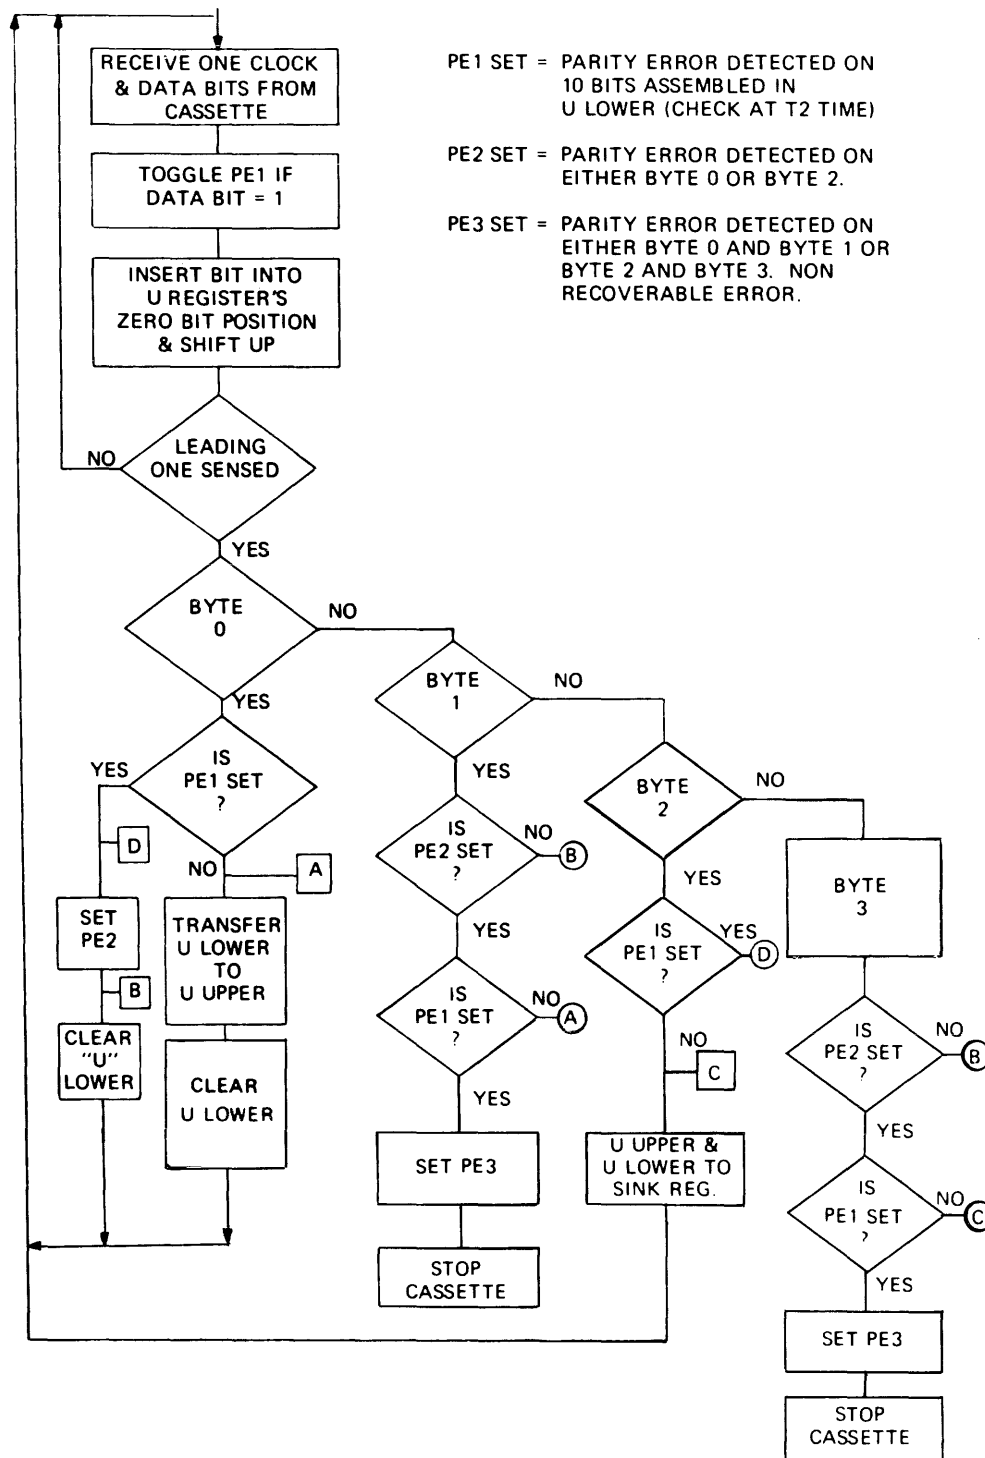 RECEIVE ONE CLOCK
& DATA BITS FROM
CASSETTE
PE1 SET = PARITY ERROR DETECTED ON
10 BITS ASSEMBLED IN
U LOWER (CHECK AT T2 TIME)
TOGGLE PE1 IF
DATA BIT = 1
PE2 SET = PARITY ERROR DETECTED ON
EITHER BYTE 0 OR BYTE 2.
PE3 SET = PARITY ERROR DETECTED ON
EITHER BYTE 0 AND BYTE 1 OR
BYTE 2 AND BYTE 3. NON
RECOVERABLE ERROR.
INSERT BIT INTO
U REGISTER'S
ZERO BIT POSITION
& SHIFT UP
LEADING
ONE SENSED
NO
YES
BYTE
0
NO
YES
BYTE
1
NO
YES
IS
PE1 SET
?
YES
NO
D
A
SET
PE2
B
CLEAR
"U"
LOWER
TRANSFER
U LOWER
TO
U UPPER
CLEAR
U LOWER
IS
PE2 SET
?
NO
B
YES
IS
PE1 SET
?
NO
A
YES
SET PE3
STOP
CASSETTE
BYTE
2
NO
YES
IS
PE1 SET
?
YES
D
NO
C
U UPPER &
U LOWER TO
SINK REG.
BYTE
3
IS
PE2 SET
?
NO
B
YES
IS
PE1 SET
?
NO
C
YES
SET PE3
STOP
CASSETTE